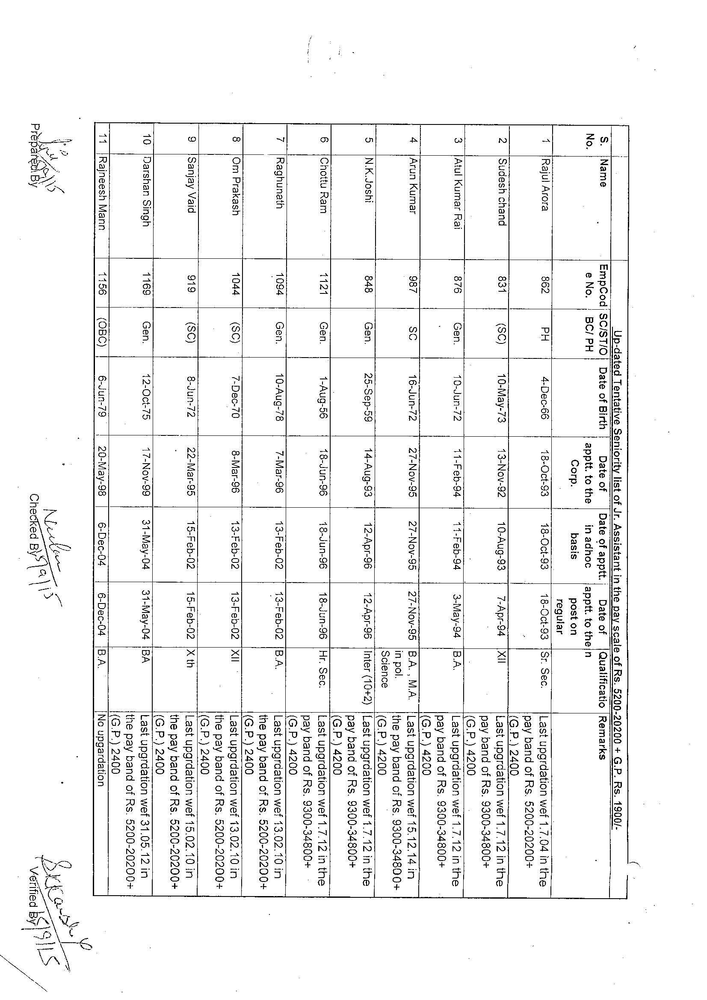 Up-dated Tentative Seniority list of Jr. Assistant in the pay scale of Rs. 5200-20200 + G.P. Rs. 1900/-
S. Name EmpCod SC/ST/O Date of Birth Date of Date of apptt. Date of Qualificatio Remarks
No. e No. BC/ PH apptt. to the in adhoc apptt. to the n
Corp. basis post on
regular
1 Rajul Arora 862 PH 4-Dec-66 18-Oct-93 18-Oct-93 18-Oct-93 Sr. Sec. Last upgrdation wef 1.7.04 in the
pay band of Rs. 5200-20200+
(G.P.) 2400
2 Sudesh chand 831 (SC) 10-May-73 13-Nov-92 10-Aug-93 7-Apr-94 XII Last upgrdation wef 1.7.12 in the
pay band of Rs. 9300-34800+
(G.P.) 4200
3 Atul Kumar Rai 876 Gen. 10-Jun-72 11-Feb-94 11-Feb-94 3-May-94 B.A. Last upgrdation wef 1.7.12 in the
pay band of Rs. 9300-34800+
(G.P.) 4200
4 Arun Kumar 987 SC 16-Jun-72 27-Nov-95 27-Nov-95 27-Nov-95 B.A. , M.A. Last upgrdation wef 15.12.14 in
in pol. the pay band of Rs. 9300-34800+
Science (G.P.) 4200
5 N.K.Joshi 848 Gen. 25-Sep-59 14-Aug-93 12-Apr-96 12-Apr-96 Inter (10+2) Last upgrdation wef 1.7.12 in the
pay band of Rs. 9300-34800+
(G.P.) 4200
6 Chottu Ram 1121 Gen. 1-Aug-56 18-Jun-96 18-Jun-96 18-Jun-96 Hr. Sec. Last upgrdation wef 1.7.12 in the
pay band of Rs. 9300-34800+
(G.P.) 4200
7 Raghunath 1094 Gen. 10-Aug-78 7-Mar-96 13-Feb-02 13-Feb-02 B.A. Last upgrdation wef 13.02.10 in
the pay band of Rs. 5200-20200+
(G.P.) 2400
8 Om Prakash 1044 (SC) 7-Dec-70 8-Mar-96 13-Feb-02 13-Feb-02 XII Last upgrdation wef 13.02.10 in
the pay band of Rs. 5200-20200+
(G.P.) 2400
9 Sanjay Vaid 919 (SC) 8-Jun-72 22-Mar-95 15-Feb-02 15-Feb-02 X th Last upgrdation wef 15.02.10 in
the pay band of Rs. 5200-20200+
(G.P.) 2400
10 Darshan Singh 1169 Gen. 12-Oct-75 17-Nov-99 31-May-04 31-May-04 BA Last upgrdation wef 31.05.12 in
the pay band of Rs. 5200-20200+
(G.P.) 2400
11 Rajneesh Mann 1156 (OBC) 6-Jun-79 20-May-98 6-Dec-04 6-Dec-04 B.A. No upgardation
Prepared By Checked By Verified By